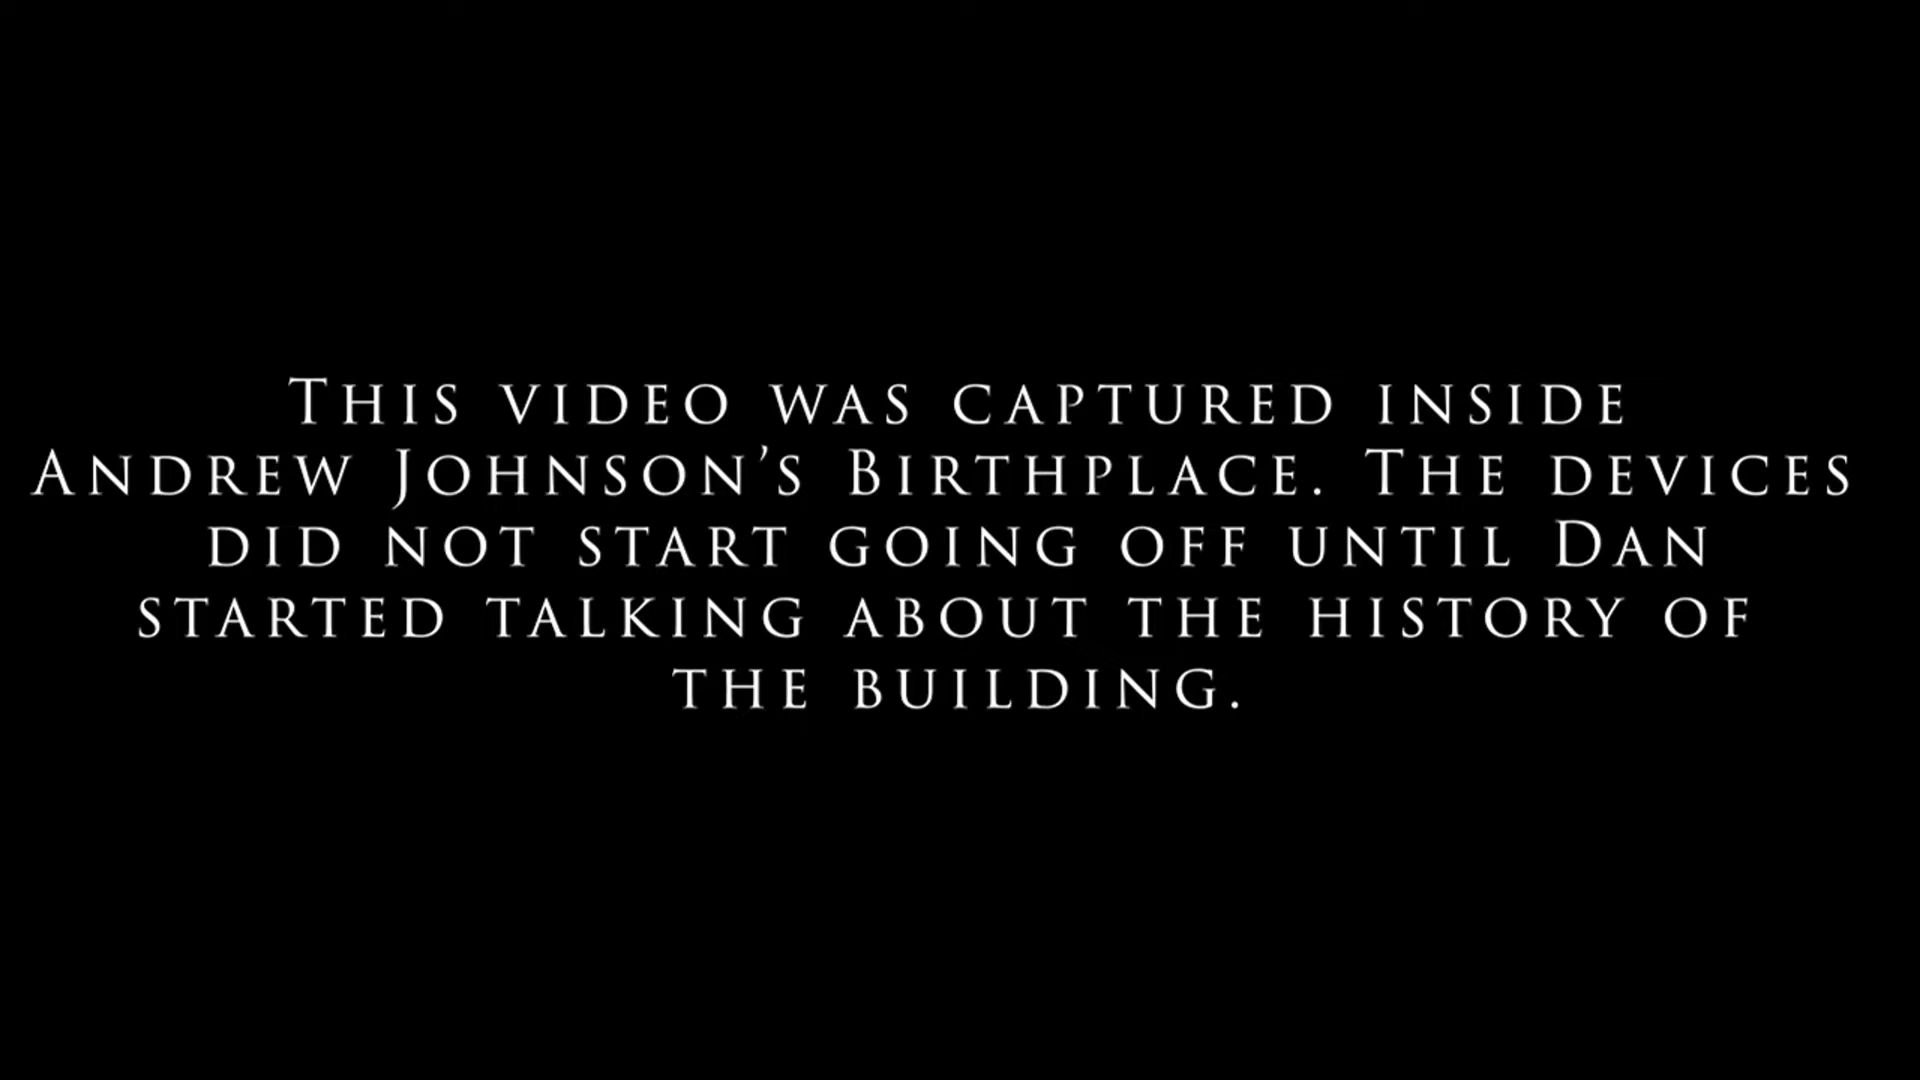 This video was captured inside
Andrew Johnson’s Birthplace. The devices
did not start going off until Dan
started talking about the history of
the building.